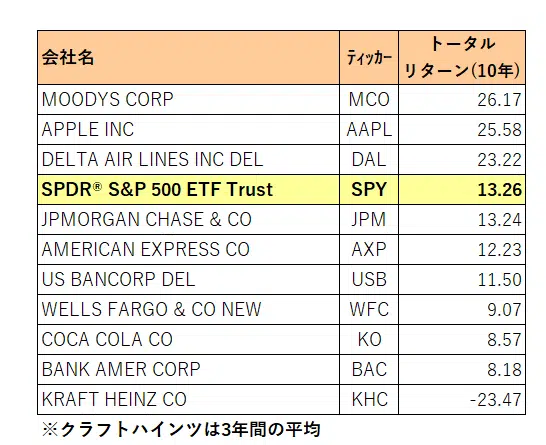 会社名 ﾃｨｯｶｰ トータル
リターン(10年)
MOODYS CORP MCO 26.17
APPLE INC AAPL 25.58
DELTA AIR LINES INC DEL DAL 23.22
SPDR® S&P 500 ETF Trust SPY 13.26
JPMORGAN CHASE & CO JPM 13.24
AMERICAN EXPRESS CO AXP 12.23
US BANCORP DEL USB 11.50
WELLS FARGO & CO NEW WFC 9.07
COCA COLA CO KO 8.57
BANK AMER CORP BAC 8.18
KRAFT HEINZ CO KHC -23.47
※クラフトハインツは3年間の平均